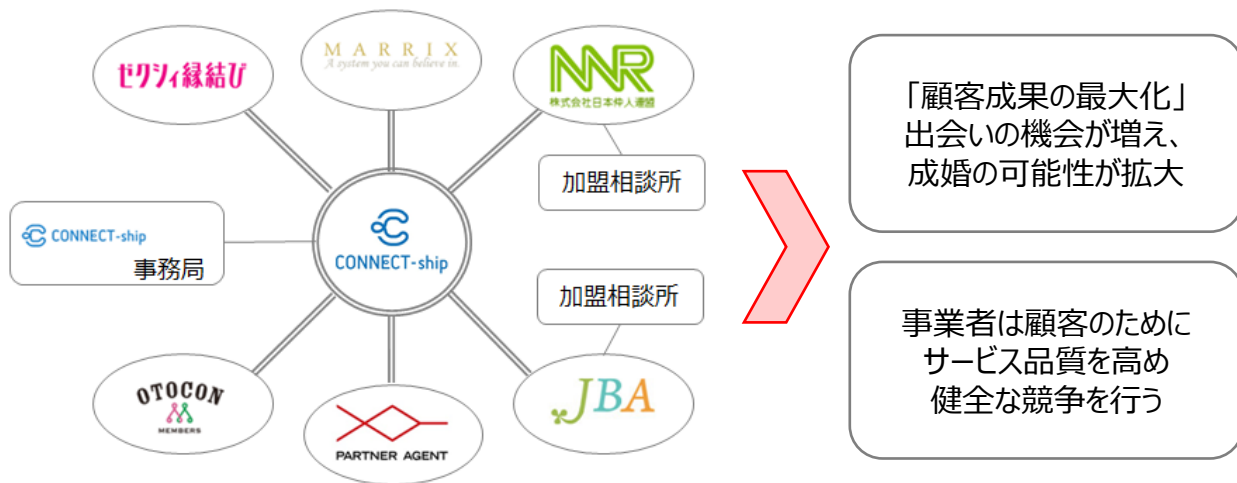 ゼクシィ縁結び
MARRIX
A system you can believe in.
NNR
株式会社日本仲人連盟
加盟相談所
CONNECT-ship
事務局
CONNECT-ship
加盟相談所
OTOCON
MEMBERS
PARTNER AGENT
JBA
「顧客成果の最大化」
出会いの機会が増え、
成婚の可能性が拡大
事業者は顧客のために
サービス品質を高め
健全な競争を行う